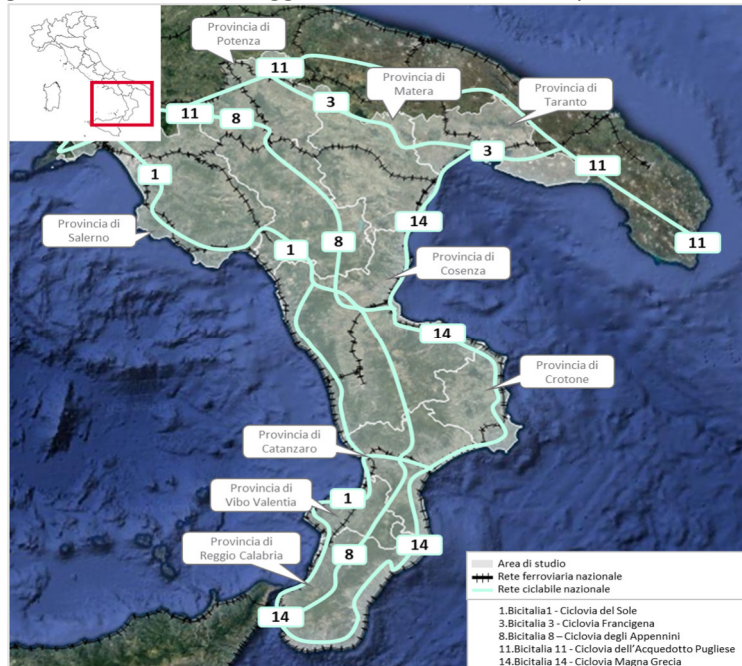 Provincia di
Potenza
11
Provincia di
Matera
Provincia di
Taranto
3
11
8
3
11
1
14
11
Provincia di
Salerno
1
8
Provincia di
Cosenza
14
Provincia di
Crotone
Provincia di
Catanzaro
Provincia di
Vibo Valentia
1
Provincia di
Reggio Calabria
8
14
14
Area di studio
Rete ferroviaria nazionale
Rete ciclabile nazionale
1.Bicitalia1 - Ciclovia del Sole
3.Bicitalia 3 - Ciclovia Francigena
8.Bicitalia 8 – Ciclovia degli Appennini
11.Bicitalia 11 - Ciclovia dell'Acquedotto Pugliese
14.Bicitalia 14 - Ciclovia Magna Grecia